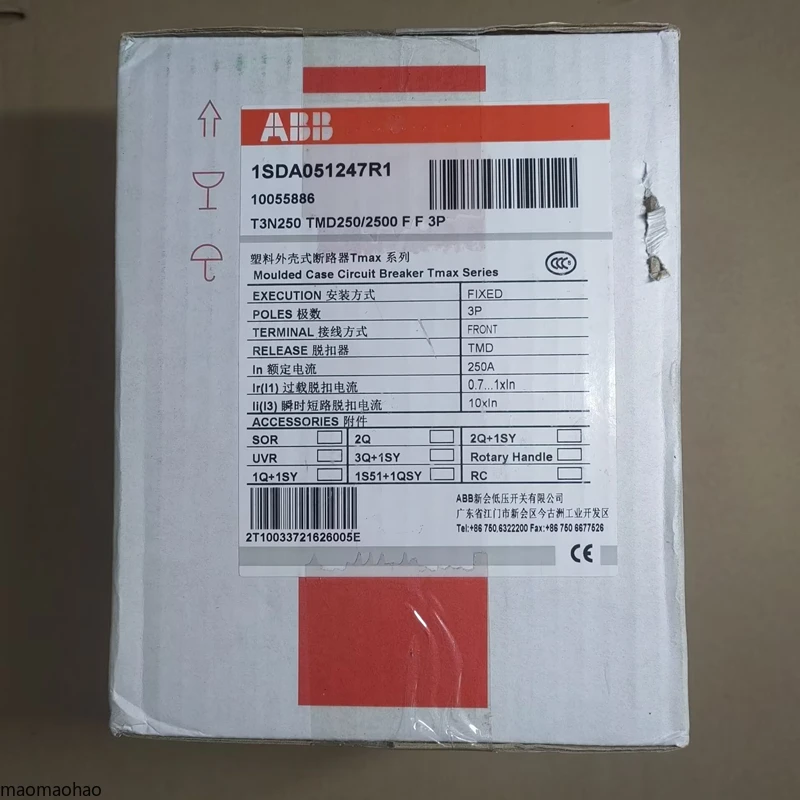 ABB
1SDA051247R1
10055886
T3N250 TMD250/2500 F F 3P
塑料外壳式断路器Tmax 系列
Moulded Case Circuit Breaker Tmax Series
CCC
EXECUTION 安装方式 FIXED
POLES 极数 3P
TERMINAL 接线方式 FRONT
RELEASE 脱扣器 TMD
In 额定电流 250A
Ir(I1) 过载脱扣电流 0.7...1xIn
Ii(I3) 瞬时短路脱扣电流 10xIn
ACCESSORIES 附件
SOR 2Q 2Q+1SY
UVR 3Q+1SY Rotary Handle
1Q+1SY 1S51+1QSY RC
ABB新会低压开关有限公司
广东省江门市新会区今古洲工业开发区
Tel:+86 750.6322200 Fax:+86 750 6677526
2T10033721626005E
CE
maomaohao